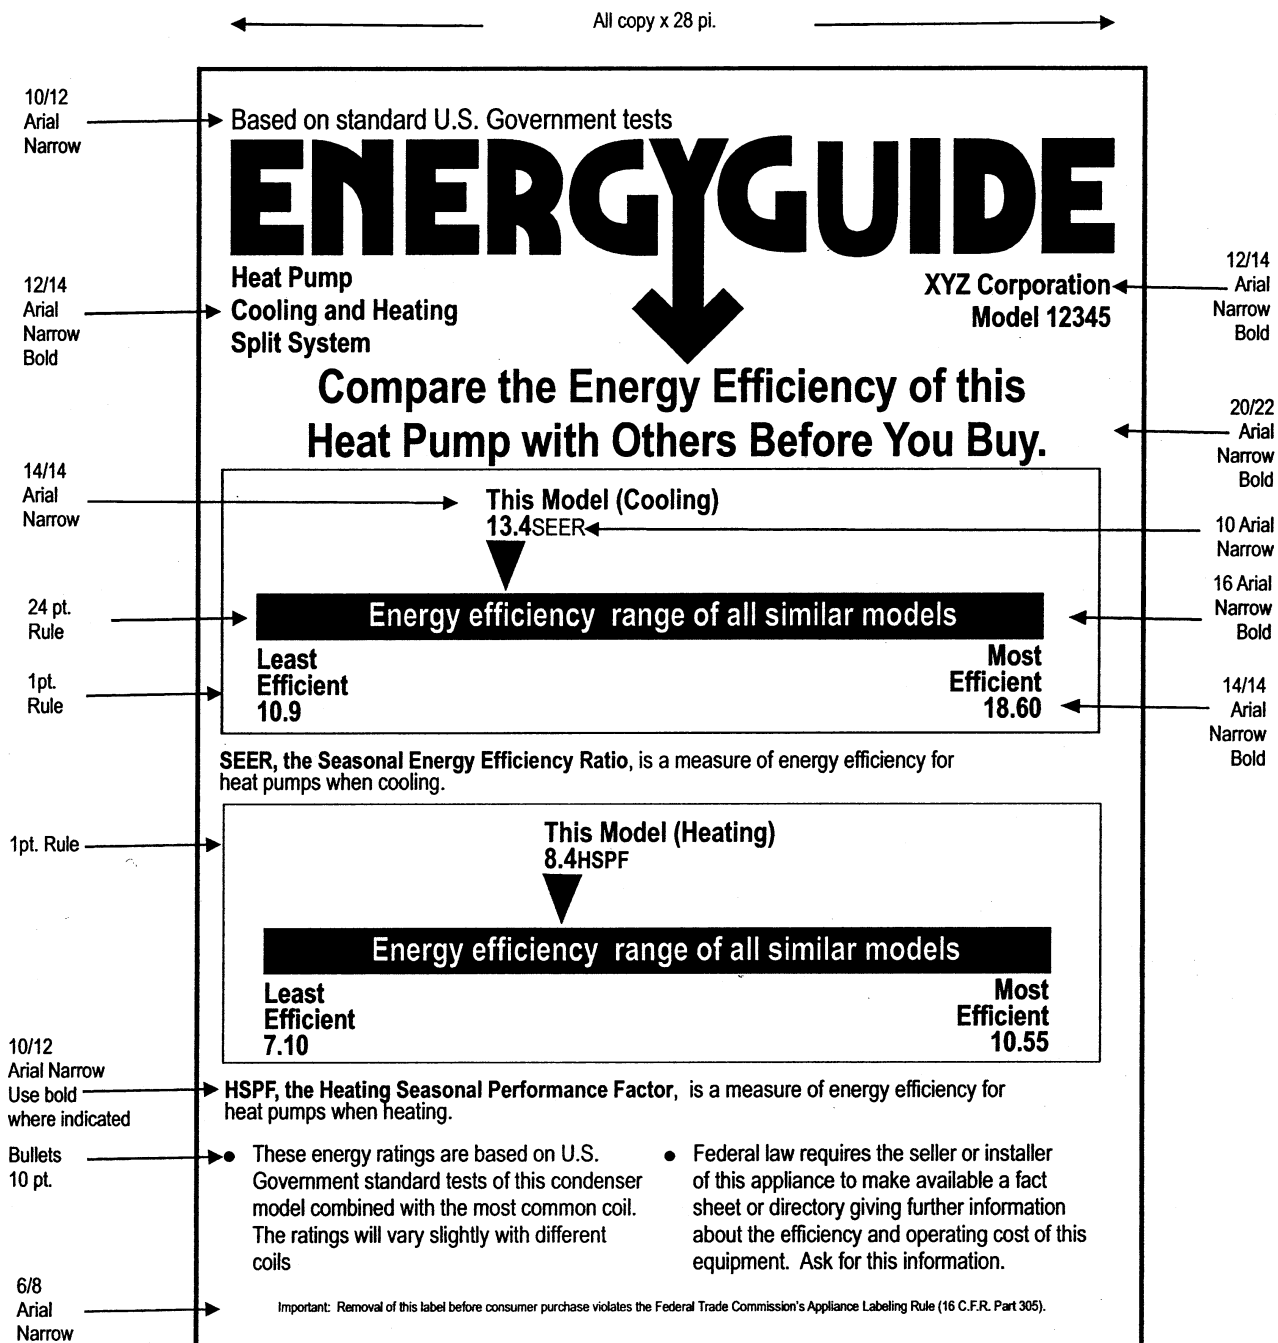 All copy x 28 pi.
10/12
Arial
Narrow
Based on standard U.S. Government tests
ENERGYGUIDE
12/14
Arial
Narrow
Bold
Heat Pump
Cooling and Heating
Split System
XYZ Corporation
Model 12345
12/14
Arial
Narrow
Bold
Compare the Energy Efficiency of this
Heat Pump with Others Before You Buy.
20/22
Arial
Narrow
Bold
14/14
Arial
Narrow
This Model (Cooling)
13.4SEER
10 Arial
Narrow
24 pt.
Rule
Energy efficiency range of all similar models
16 Arial
Narrow
Bold
1pt.
Rule
Least
Efficient
10.9
Most
Efficient
18.60
14/14
Arial
Narrow
Bold
SEER, the Seasonal Energy Efficiency Ratio, is a measure of energy efficiency for
heat pumps when cooling.
1pt. Rule
This Model (Heating)
8.4HSPF
Energy efficiency range of all similar models
Least
Efficient
7.10
Most
Efficient
10.55
10/12
Arial Narrow
Use bold
where indicated
HSPF, the Heating Seasonal Performance Factor, is a measure of energy efficiency for
heat pumps when heating.
Bullets
10 pt.
● These energy ratings are based on U.S.
Government standard tests of this condenser
model combined with the most common coil.
The ratings will vary slightly with different
coils
● Federal law requires the seller or installer
of this appliance to make available a fact
sheet or directory giving further information
about the efficiency and operating cost of this
equipment. Ask for this information.
6/8
Arial
Narrow
Important: Removal of this label before consumer purchase violates the Federal Trade Commission's Appliance Labeling Rule (16 C.F.R. Part 305).